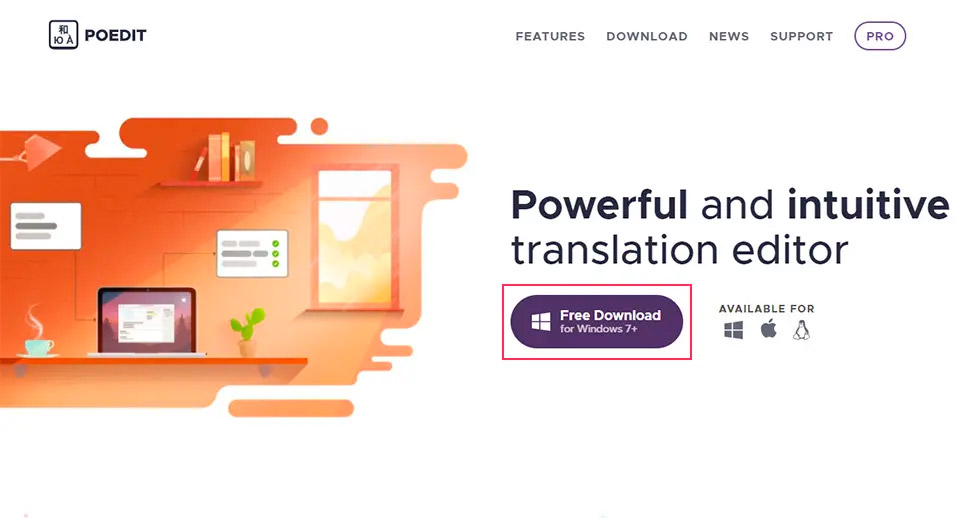 和
Ю À
POEDIT
FEATURES DOWNLOAD NEWS SUPPORT PRO
Powerful and intuitive
translation editor
Free Download
for Windows 7+
AVAILABLE FOR